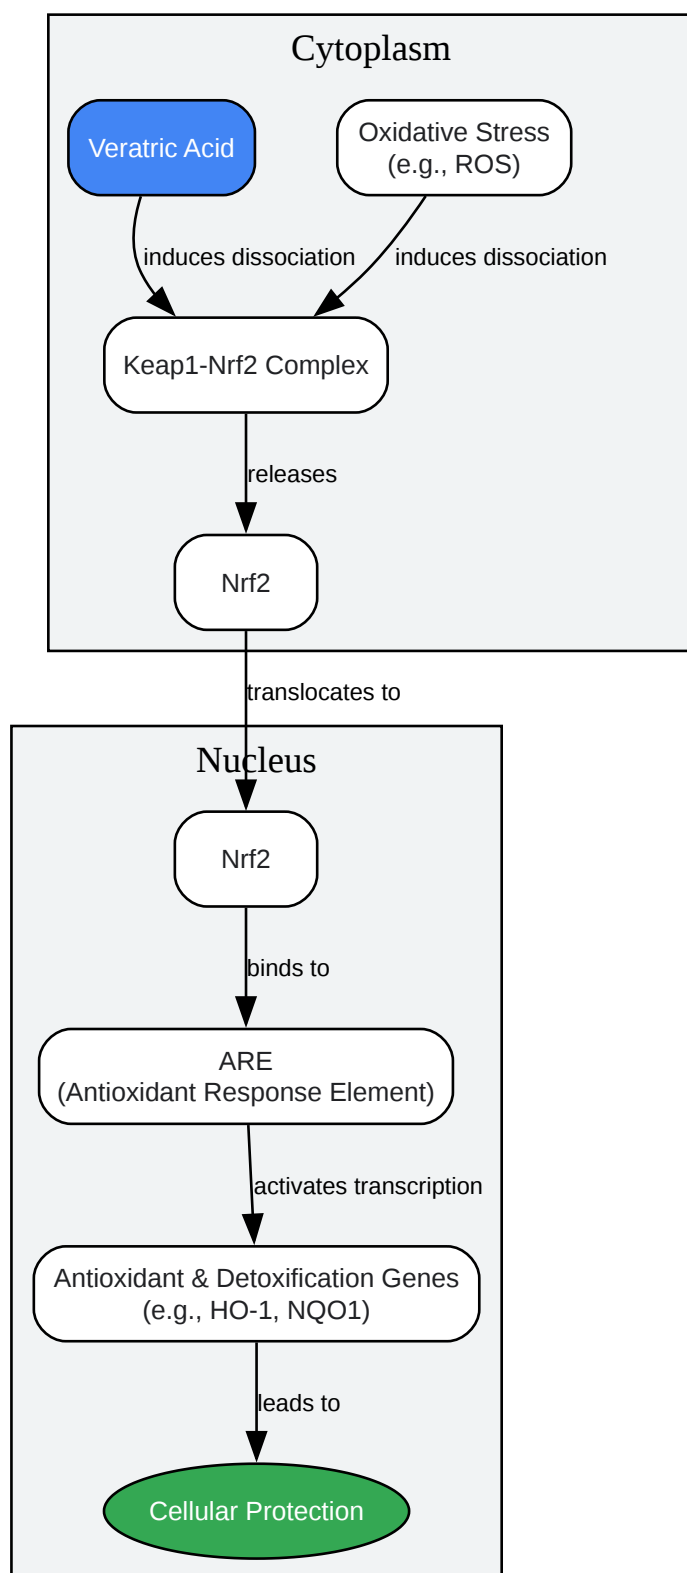 Cytoplasm
Veratric Acid
Oxidative Stress
(e.g., ROS)
induces dissociation
induces dissociation
Keap1-Nrf2 Complex
releases
Nrf2
translocates to
Nucleus
Nrf2
binds to
ARE
(Antioxidant Response Element)
activates transcription
Antioxidant & Detoxification Genes
(e.g., HO-1, NQO1)
leads to
Cellular Protection